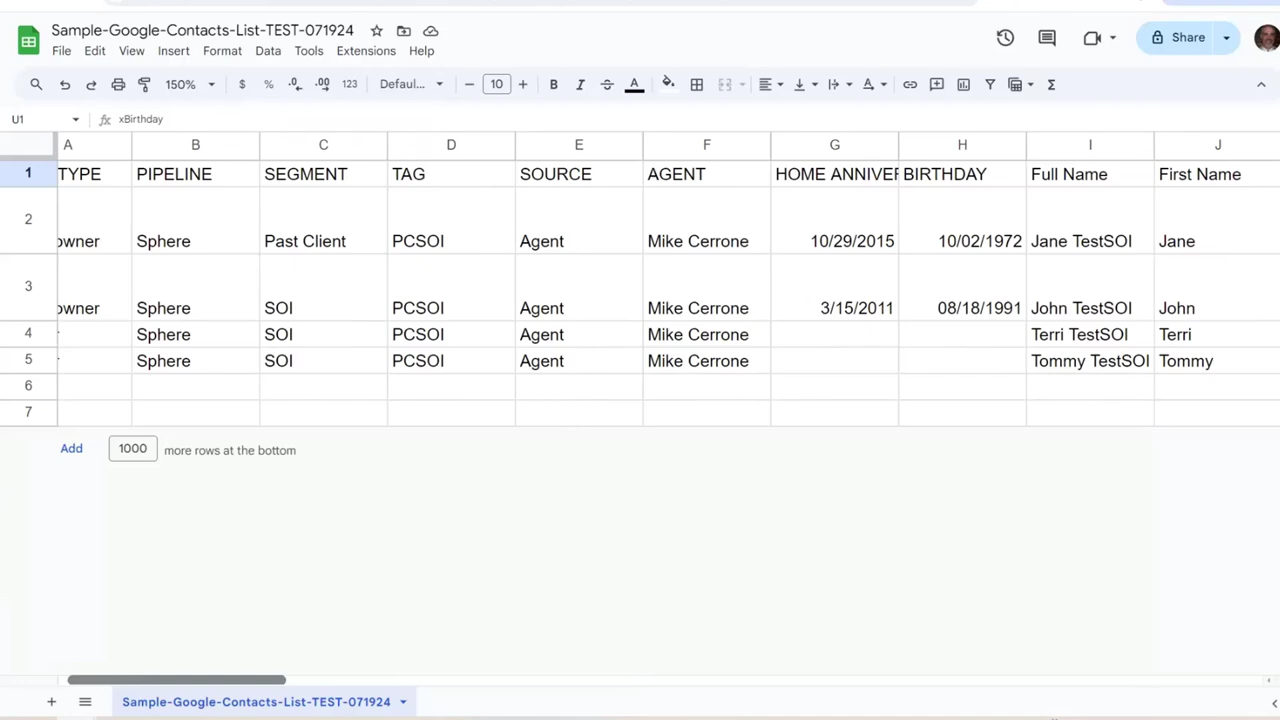 Sample-Google-Contacts-List-TEST-071924
File Edit View Insert Format Data Tools Extensions Help
Share
150% $ % .0 .00 123 Defaul... 10 B I A
U1 fx xBirthday
A B C D E F G H I J
1 TYPE PIPELINE SEGMENT TAG SOURCE AGENT HOME ANNIVER BIRTHDAY Full Name First Name
2 owner Sphere Past Client PCSOI Agent Mike Cerrone 10/29/2015 10/02/1972 Jane TestSOI Jane
3 owner Sphere SOI PCSOI Agent Mike Cerrone 3/15/2011 08/18/1991 John TestSOI John
4 Sphere SOI PCSOI Agent Mike Cerrone Terri TestSOI Terri
5 Sphere SOI PCSOI Agent Mike Cerrone Tommy TestSOI Tommy
6
7
Add 1000 more rows at the bottom
Sample-Google-Contacts-List-TEST-071924